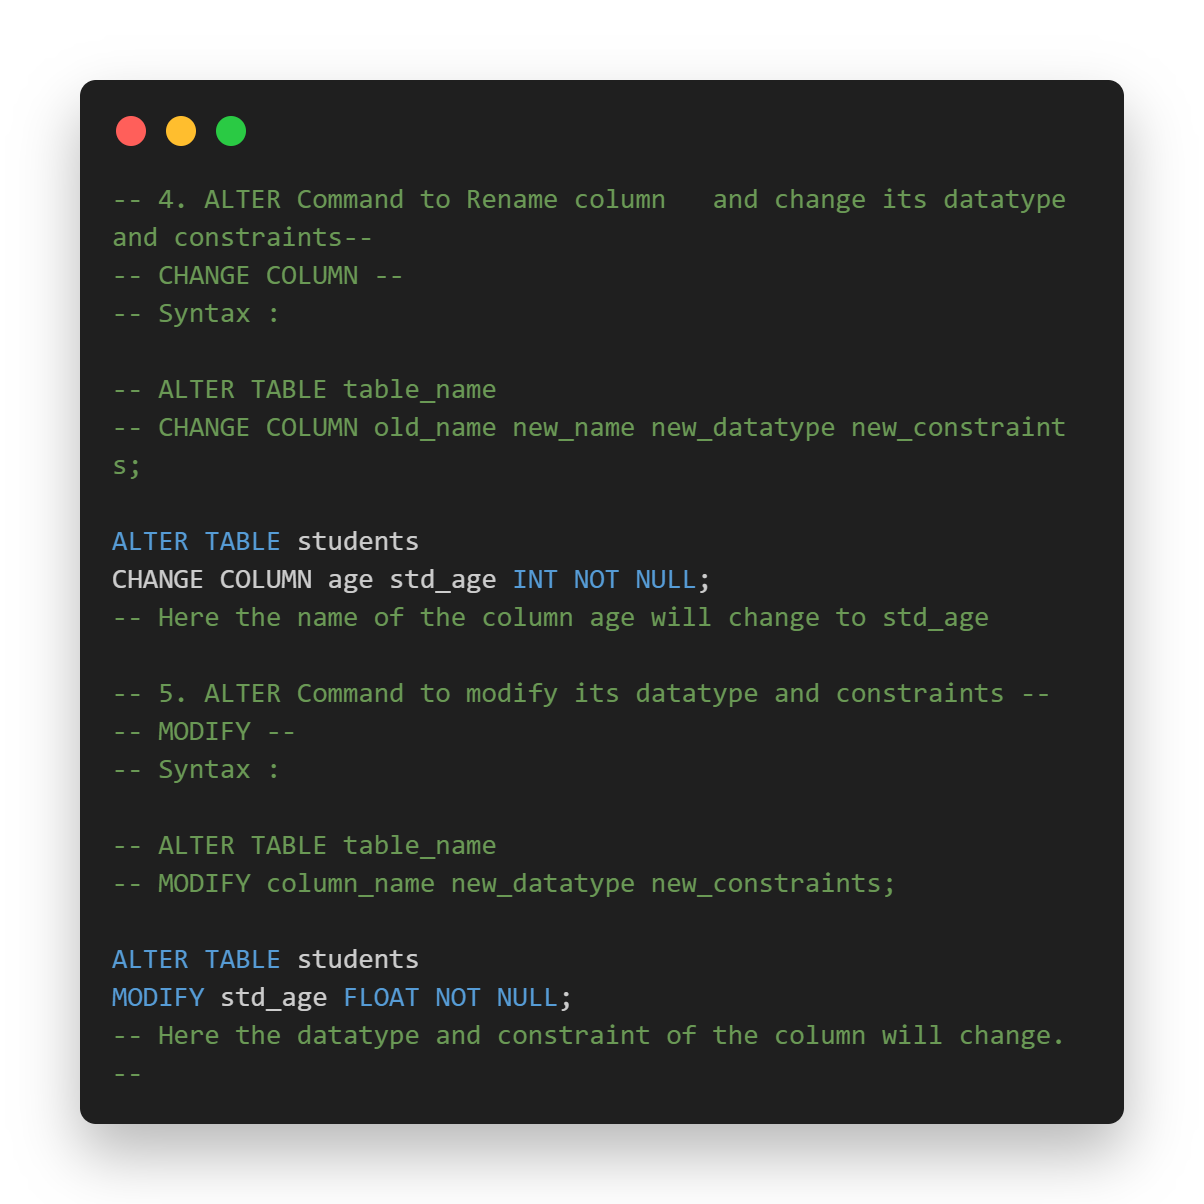 -- 4. ALTER Command to Rename column   and change its datatype
and constraints--
-- CHANGE COLUMN --
-- Syntax :
-- ALTER TABLE table_name
-- CHANGE COLUMN old_name new_name new_datatype new_constraint
s;
ALTER TABLE students
CHANGE COLUMN age std_age INT NOT NULL;
-- Here the name of the column age will change to std_age
-- 5. ALTER Command to modify its datatype and constraints --
-- MODIFY --
-- Syntax :
-- ALTER TABLE table_name
-- MODIFY column_name new_datatype new_constraints;
ALTER TABLE students
MODIFY std_age FLOAT NOT NULL;
-- Here the datatype and constraint of the column will change.
--